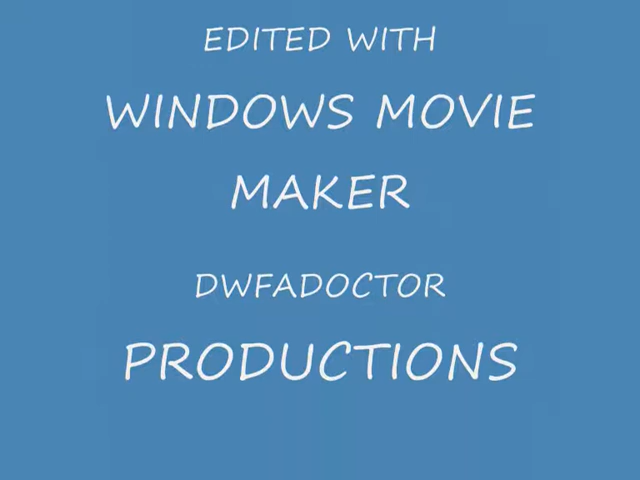 EDITED WITH
WINDOWS MOVIE
MAKER
DWFADOCTOR
PRODUCTIONS